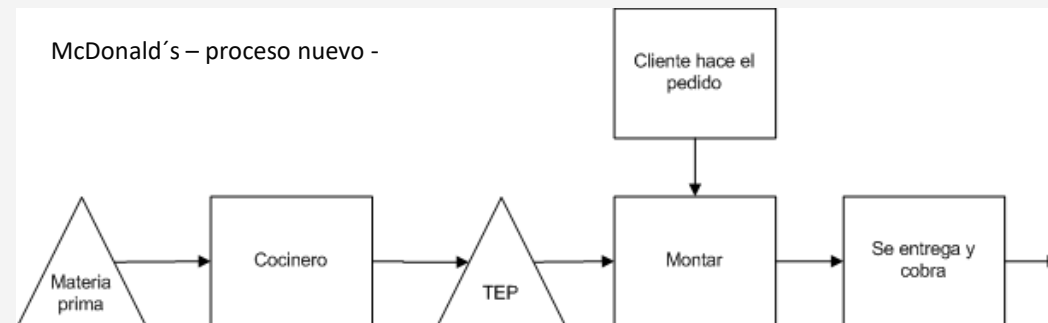 McDonald´s – proceso nuevo -
Cliente hace el
pedido
Materia
prima
Cocinero
TEP
Montar
Se entrega y
cobra